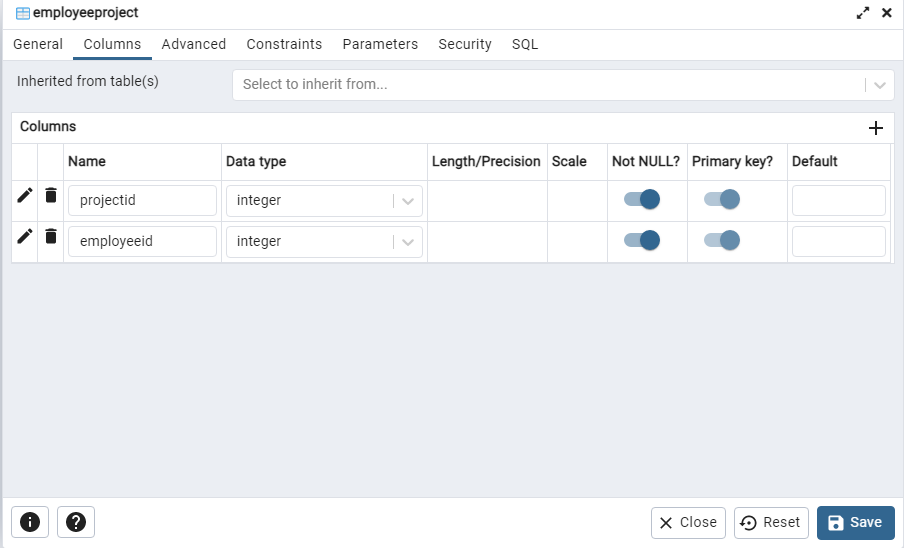 employeeproject
General Columns Advanced Constraints Parameters Security SQL
Inherited from table(s) Select to inherit from...
Columns
Name Data type Length/Precision Scale Not NULL? Primary key? Default
projectid integer
employeeid integer
Close Reset Save